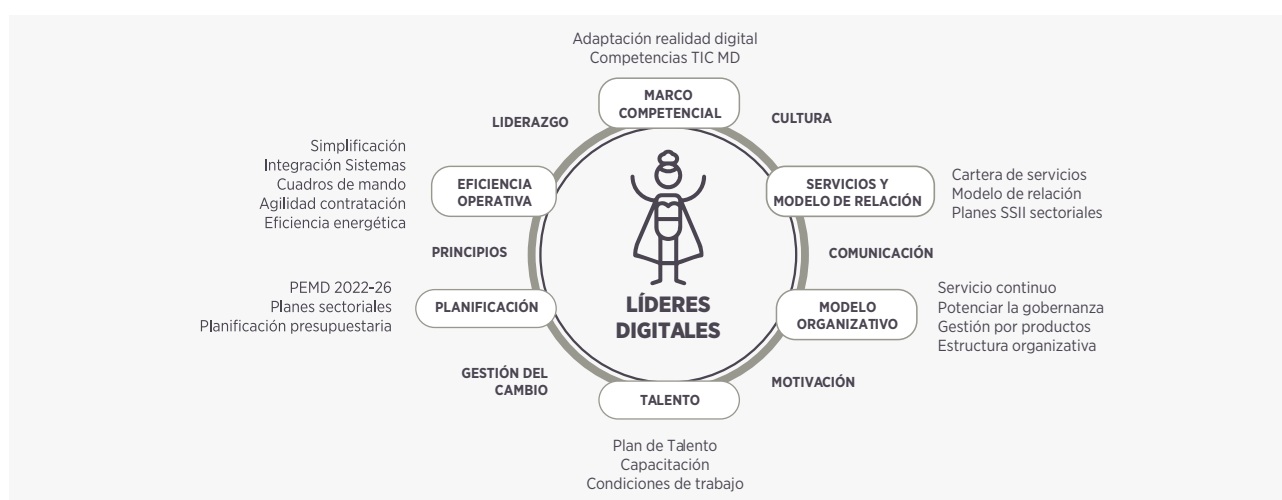 Adaptación realidad digital
Competencias TIC MD
MARCO
COMPETENCIAL
LIDERAZGO
CULTURA
Simplificación
Integración Sistemas
Cuadros de mando
Agilidad contratación
Eficiencia energética
EFICIENCIA
OPERATIVA
SERVICIOS Y
MODELO DE RELACIÓN
Cartera de servicios
Modelo de relación
Planes SSII sectoriales
PRINCIPIOS
COMUNICACIÓN
PEMD 2022-26
Planes sectoriales
Planificación presupuestaria
PLANIFICACIÓN
LÍDERES
DIGITALES
MODELO
ORGANIZATIVO
Servicio continuo
Potenciar la gobernanza
Gestión por productos
Estructura organizativa
GESTIÓN DEL
CAMBIO
MOTIVACIÓN
TALENTO
Plan de Talento
Capacitación
Condiciones de trabajo